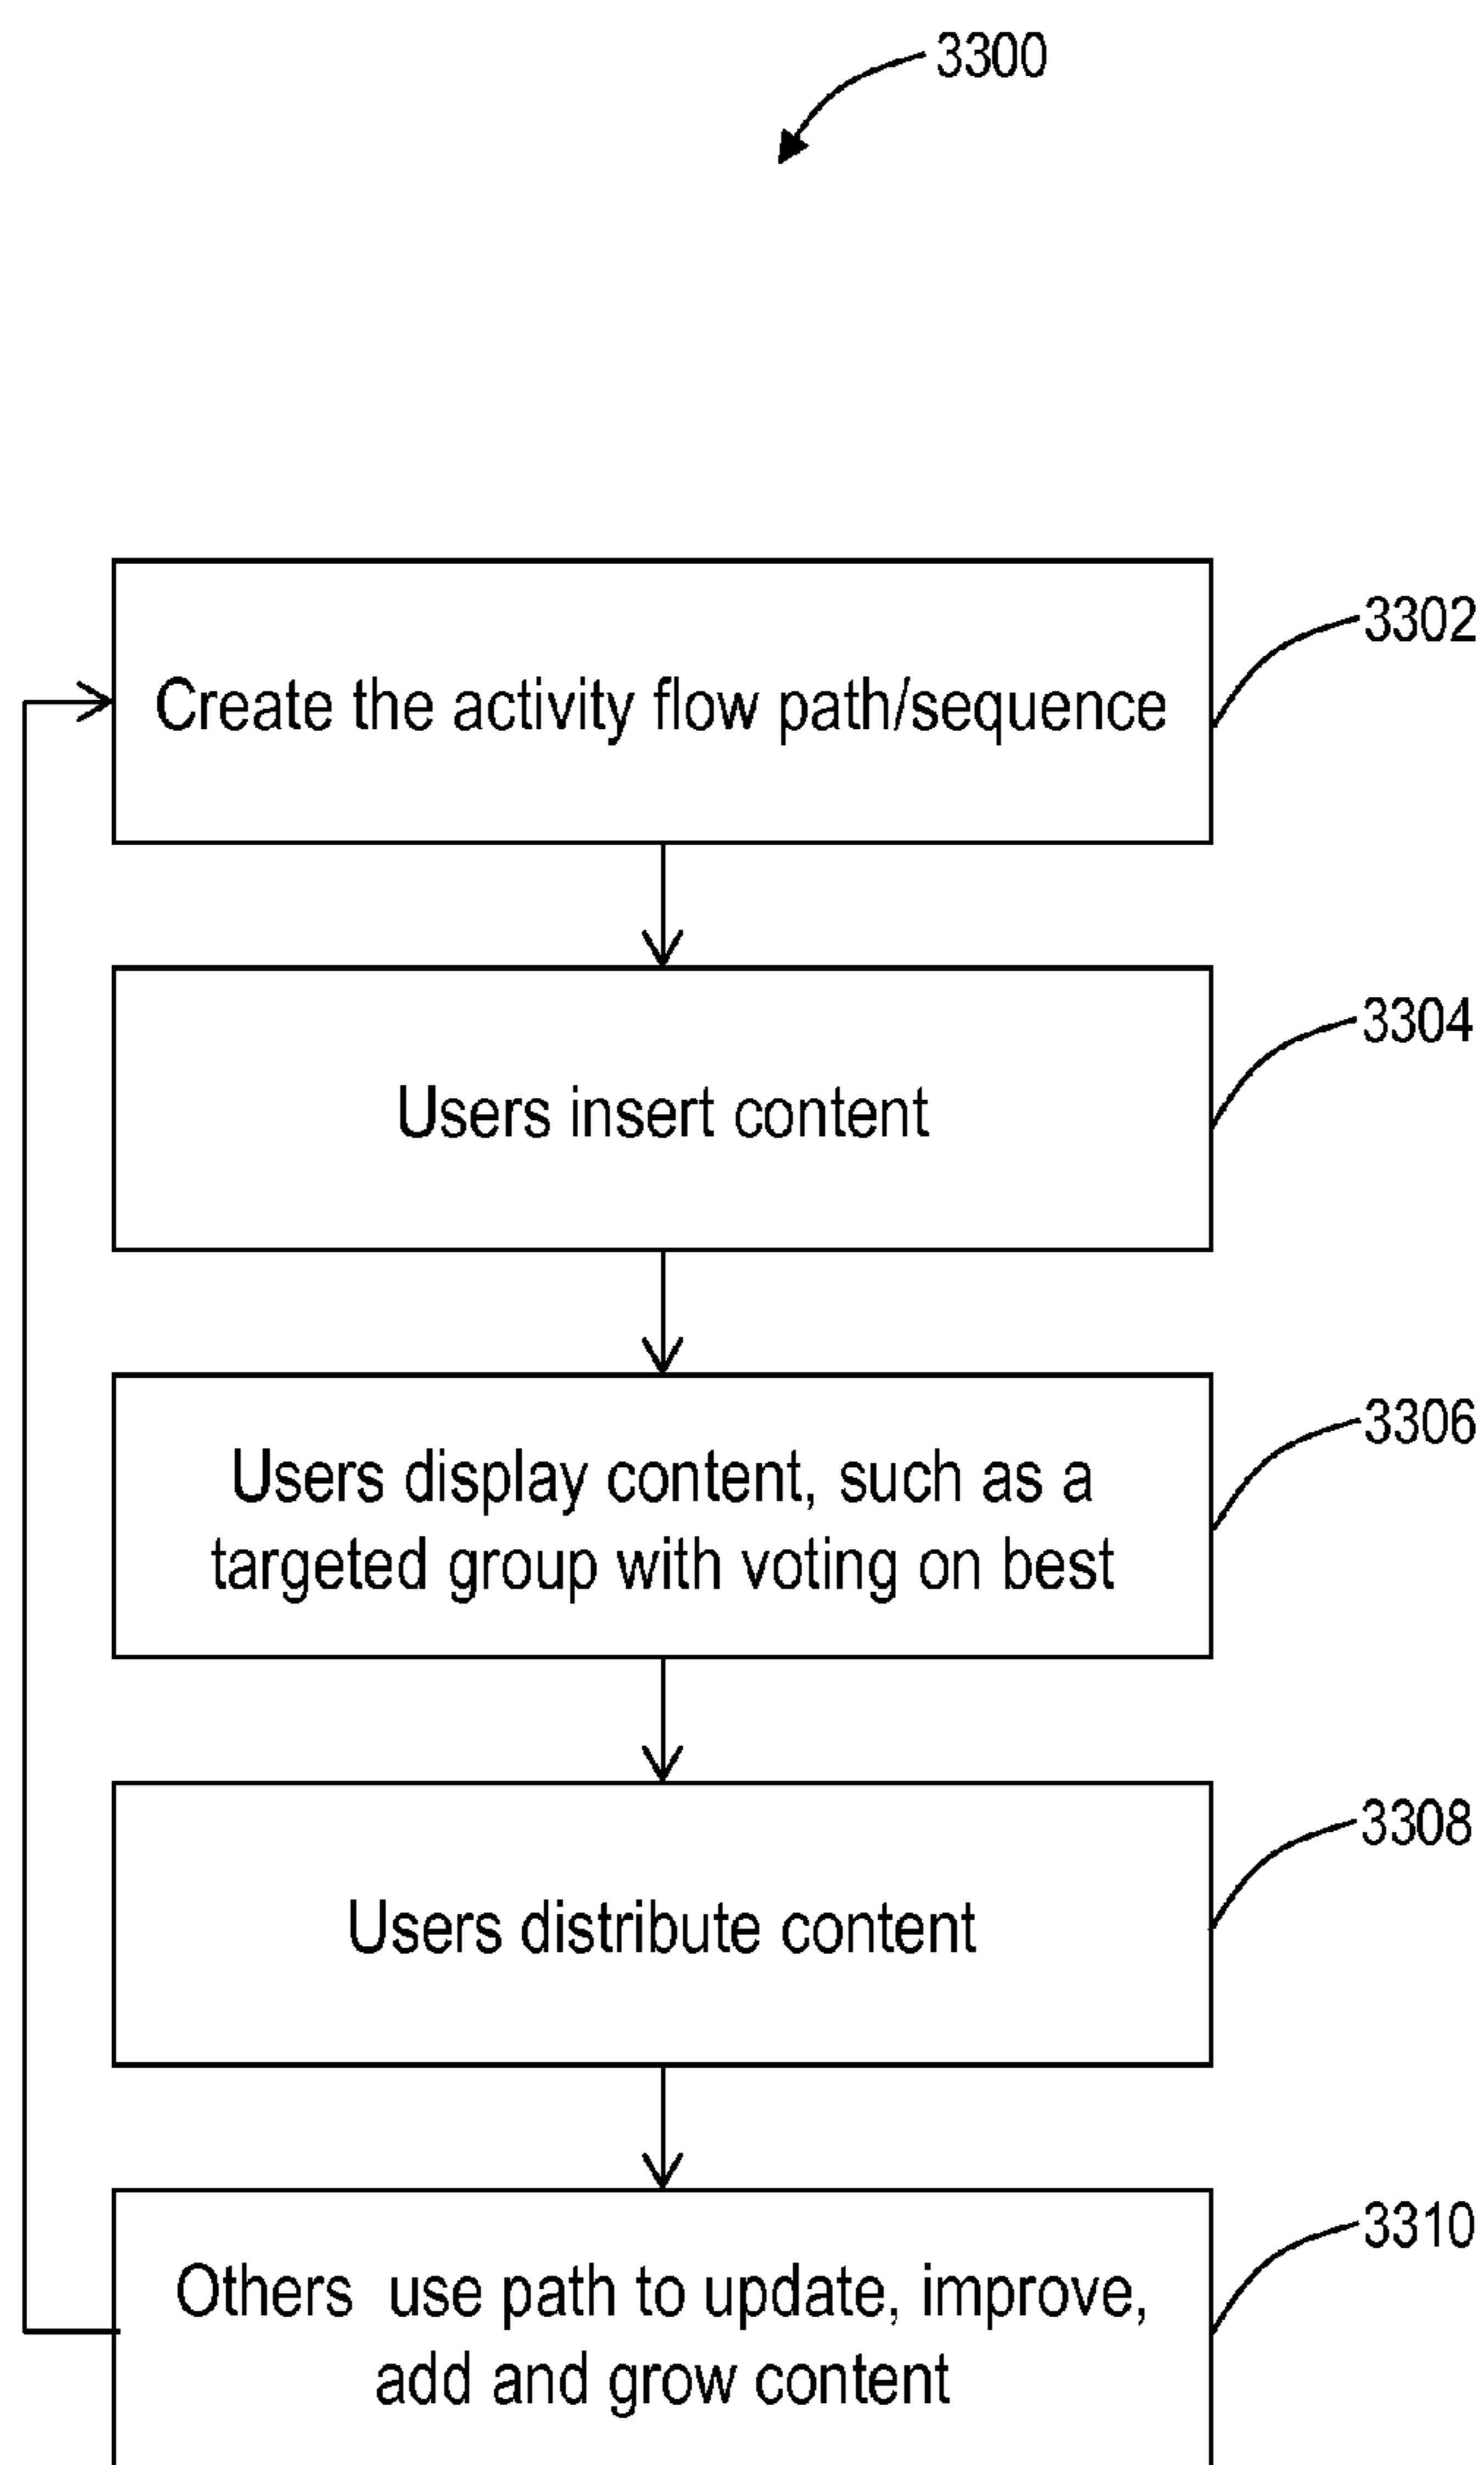 3300
3302
Create the activity flow path/sequence
3304
Users insert content
3306
Users display content, such as a
targeted group with voting on best
3308
Users distribute content
3310
Others use path to update, improve,
add and grow content